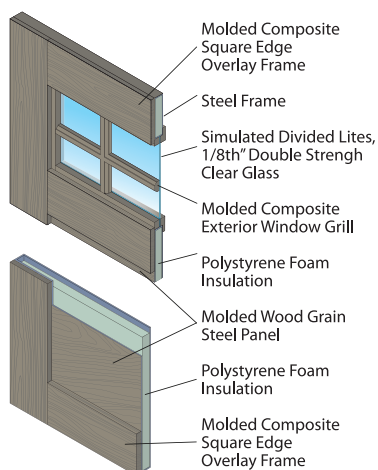 Molded Composite
Square Edge
Overlay Frame
Steel Frame
Simulated Divided Lites,
1/8th” Double Strengh
Clear Glass
Molded Composite
Exterior Window Grill
Polystyrene Foam
Insulation
Molded Wood Grain
Steel Panel
Polystyrene Foam
Insulation
Molded Composite
Square Edge
Overlay Frame